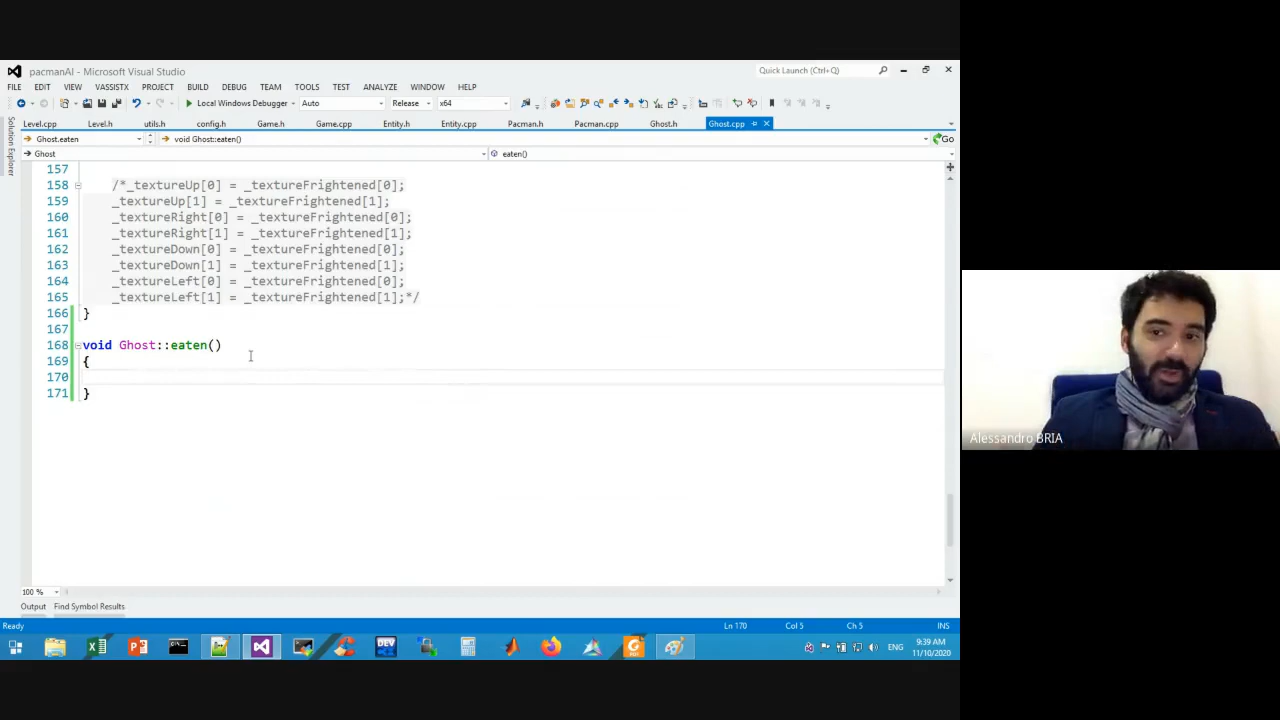 pacmanAI - Microsoft Visual Studio
Quick Launch (Ctrl+Q)
FILE EDIT VIEW VASSISTX PROJECT BUILD DEBUG TEAM TOOLS TEST ANALYZE WINDOW HELP
Local Windows Debugger Auto Release x64
Level.cpp Level.h utils.h config.h Game.h Game.cpp Entity.h Entity.cpp Pacman.h Pacman.cpp Ghost.h Ghost.cpp
Solution Explorer
Ghost.eaten void Ghost::eaten() Go
Ghost eaten()
157
158 /*_textureUp[0] = _textureFrightened[0];
159 _textureUp[1] = _textureFrightened[1];
160 _textureRight[0] = _textureFrightened[0];
161 _textureRight[1] = _textureFrightened[1];
162 _textureDown[0] = _textureFrightened[0];
163 _textureDown[1] = _textureFrightened[1];
164 _textureLeft[0] = _textureFrightened[0];
165 _textureLeft[1] = _textureFrightened[1];*/
166 }
167
168 void Ghost::eaten()
169 {
170
171 }
100 %
Output Find Symbol Results
Ready Ln 170 Col 5 Ch 5 INS
DEV
PDF
ENG
9:39 AM
11/10/2020
Alessandro BRIA